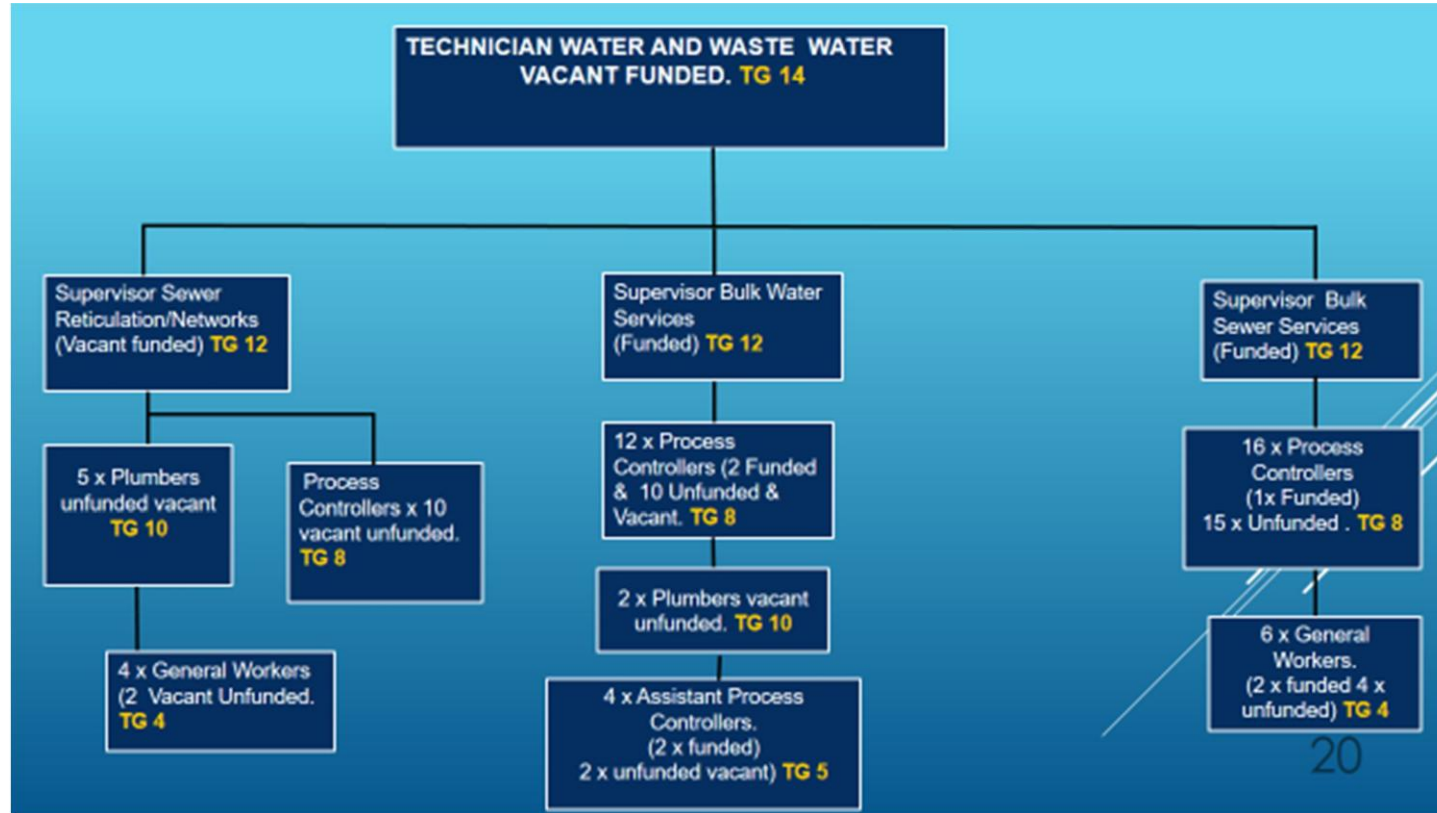 TECHNICIAN WATER AND WASTE WATER
VACANT FUNDED. TG 14
Supervisor Sewer
Reticulation/Networks
(Vacant funded) TG 12
5 x Plumbers
unfunded vacant
TG 10
Process
Controllers x 10
vacant unfunded.
TG 8
4 x General Workers
(2 Vacant Unfunded.
TG 4
Supervisor Bulk Water
Services
(Funded) TG 12
12 x Process
Controllers (2 Funded
& 10 Unfunded &
Vacant. TG 8
2 x Plumbers vacant
unfunded. TG 10
4 x Assistant Process
Controllers.
(2 x funded)
2 x unfunded vacant) TG 5
Supervisor Bulk
Sewer Services
(Funded) TG 12
16 x Process
Controllers
(1x Funded)
15 x Unfunded . TG 8
6 x General
Workers.
(2 x funded 4 x
unfunded) TG 4
20